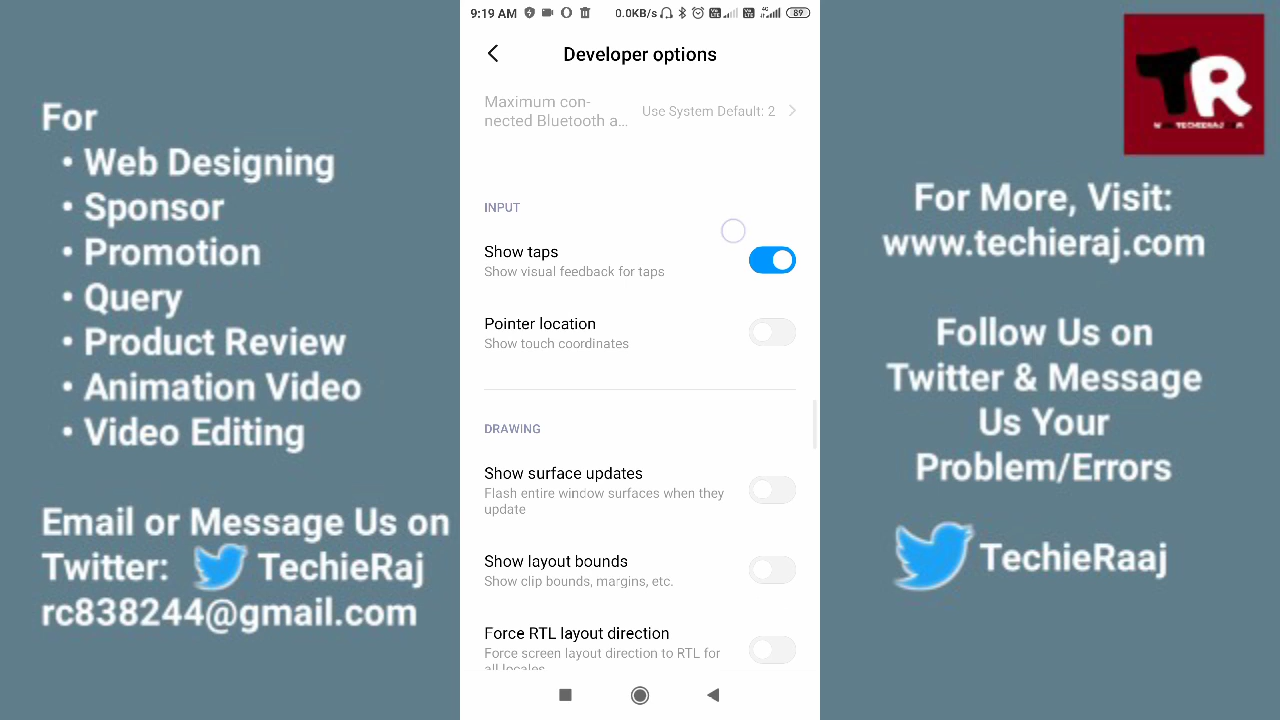 For
• Web Designing
• Sponsor
• Promotion
• Query
• Product Review
• Animation Video
• Video Editing
Email or Message Us on
Twitter: TechieRaj
rc838244@gmail.com
9:19 AM
0.0KB/s
4G
89
Developer options
Maximum con-
nected Bluetooth a...
Use System Default: 2
INPUT
Show taps
Show visual feedback for taps
Pointer location
Show touch coordinates
DRAWING
Show surface updates
Flash entire window surfaces when they
update
Show layout bounds
Show clip bounds, margins, etc.
Force RTL layout direction
Force screen layout direction to RTL for
all locales
TR
For More, Visit:
www.techieraj.com
Follow Us on
Twitter & Message
Us Your
Problem/Errors
TechieRaaj